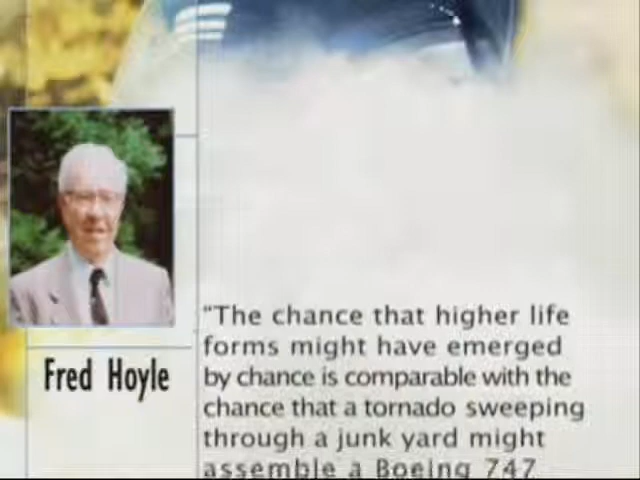 Fred Hoyle
"The chance that higher life
forms might have emerged
by chance is comparable with the
chance that a tornado sweeping
through a junk yard might
assemble a Boeing 747